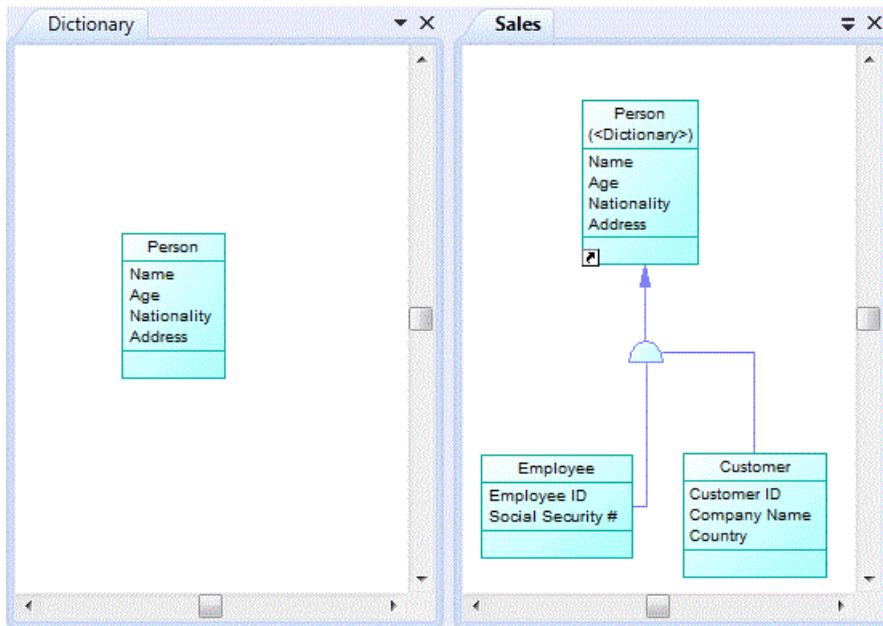 Dictionary
Person
Name
Age
Nationality
Address
Sales
Person
(<Dictionary>)
Name
Age
Nationality
Address
Employee
Employee ID
Social Security #
Customer
Customer ID
Company Name
Country